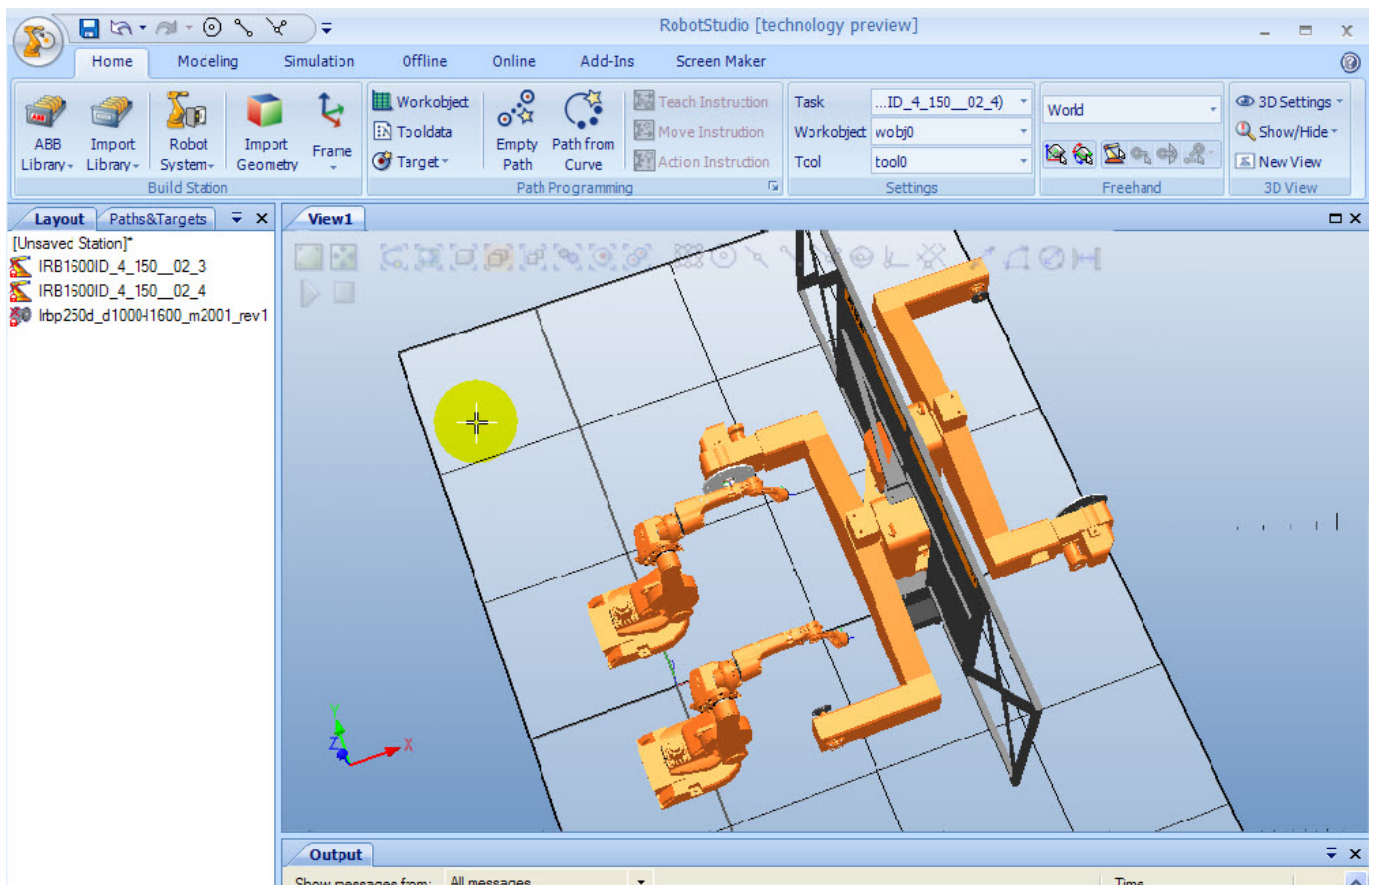 RobotStudio [technology preview]
Home Modeling Simulation Offline Online Add-Ins Screen Maker
ABB Library
Import Library
Robot System
Import Geometry
Frame
Build Station
Workobject
Tooldata
Target
Empty Path
Path from Curve
Teach Instruction
Move Instruction
Action Instruction
Path Programming
Task ...ID_4_150__02_4)
Workobject wobj0
Tool tool0
Settings
World
Freehand
3D Settings
Show/Hide
New View
3D View
Layout Paths&Targets
View1
[Unsaved Station]*
IRB1600ID_4_150__02_3
IRB1600ID_4_150__02_4
Irbp250d_d1000-l1600_m2001_rev1
Y
Z
X
Output
Show messages from: All messages Time